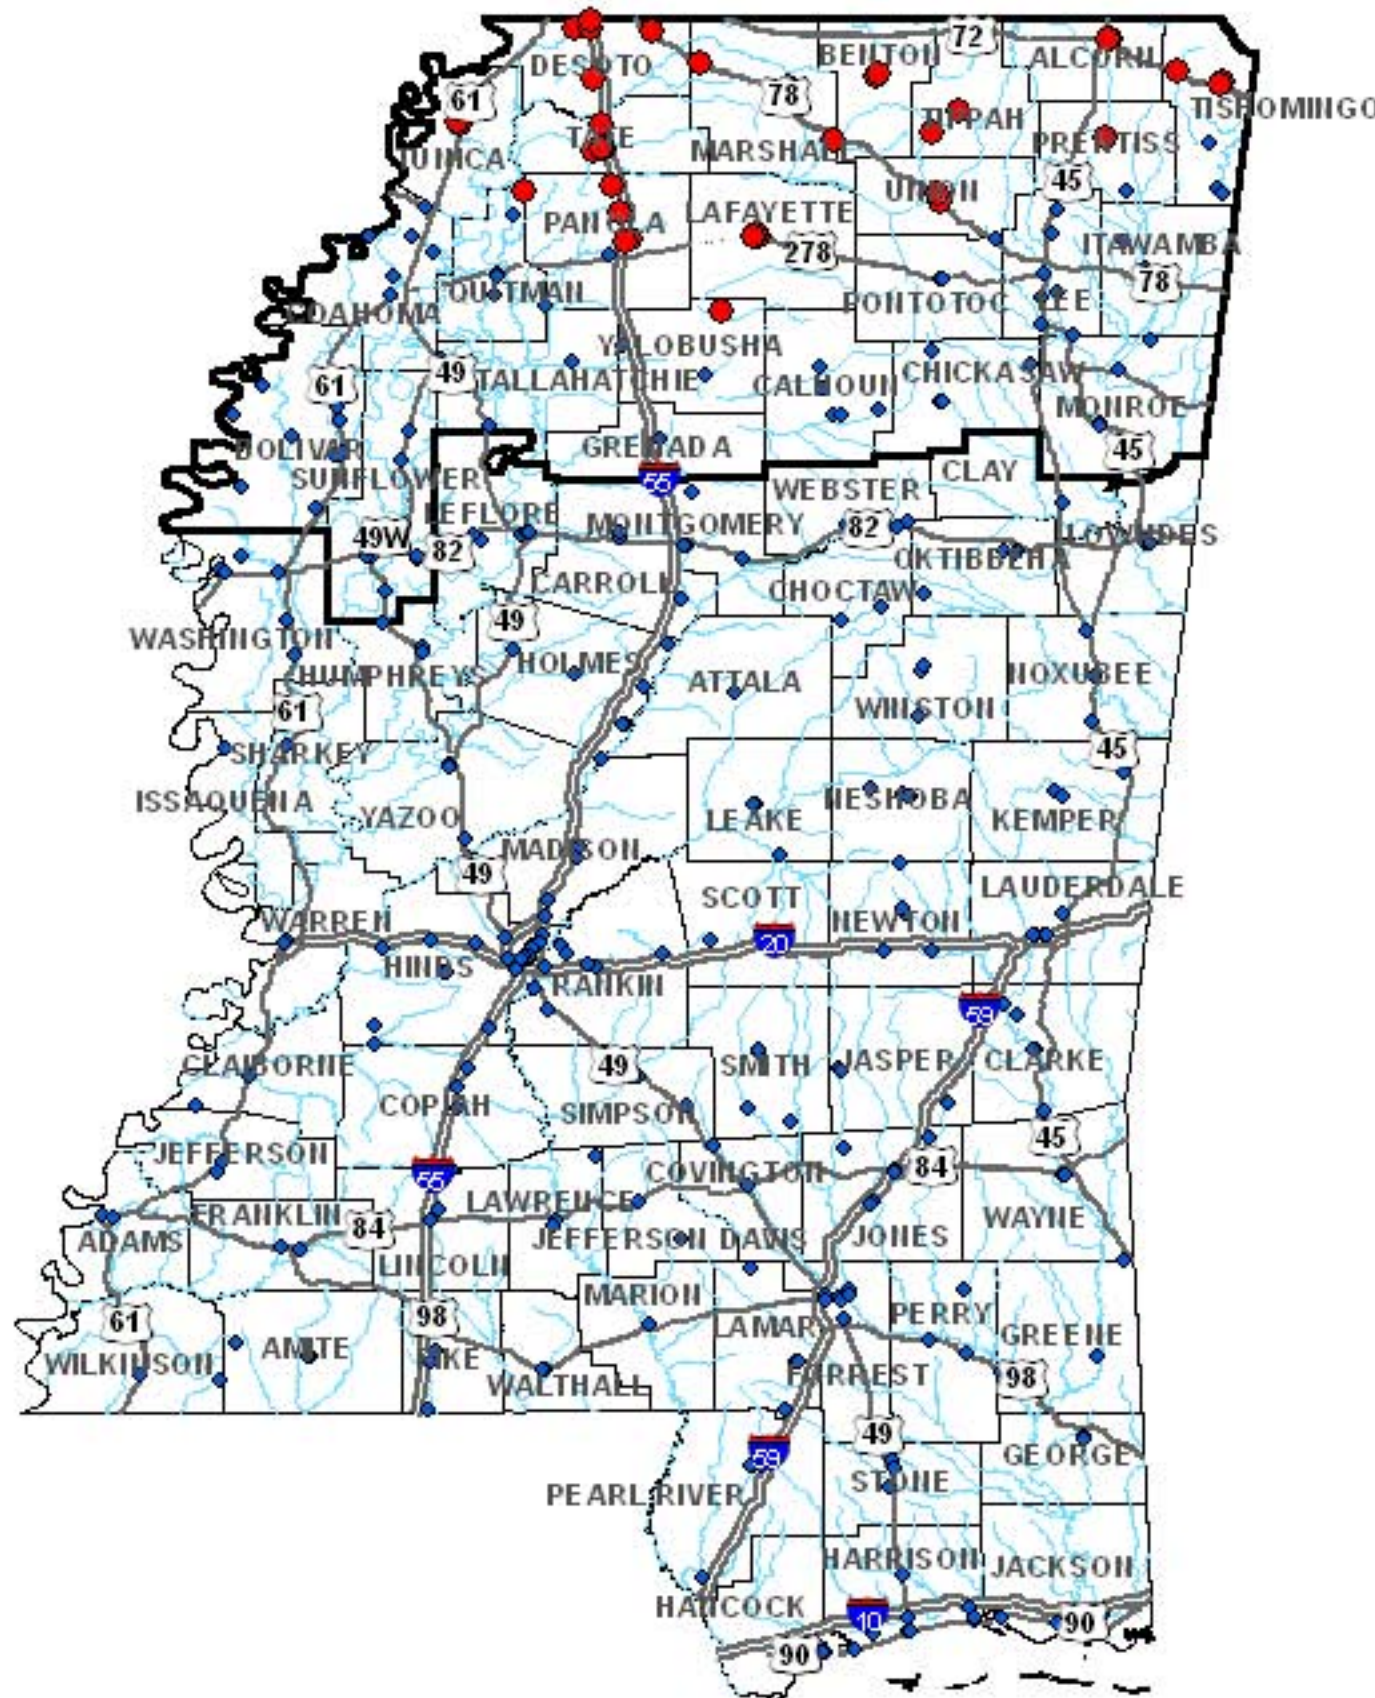 72
BENTON
ALCORN
DESOTO
61
78
TISHOMINGO
TIPPAH
TATE
PRENTISS
MARSHALL
TUNICA
45
UNION
LAFAYETTE
PANOLA
278
ITAWAMBA
78
QUITMAN
PONTOTOC
LEE
COAHOMA
YALOBUSHA
49
61
TALLAHATCHIE
CALHOUN
CHICKASAW
MONROE
BOLIVAR
GRENADA
45
CLAY
SUNFLOWER
55
WEBSTER
LEFLORE
MONTGOMERY
82
LOWNDES
49W
82
OKTIBBEHA
CARROLL
CHOCTAW
49
WASHINGTON
HOLMES
HUMPHREYS
ATTALA
NOXUBEE
WINSTON
61
45
SHARKEY
ISSAQUENA
NESHOBA
YAZOO
LEAKE
KEMPER
MADISON
49
LAUDERDALE
SCOTT
WARREN
NEWTON
20
HINDS
RANKIN
59
CLAIBORNE
49
SMITH
JASPER
CLARKE
COPIAH
SIMPSON
45
JEFFERSON
55
COVINGTON
84
LAWRENCE
FRANKLIN
84
WAYNE
ADAMS
JEFFERSON DAVIS
JONES
LINCOLN
MARION
PERRY
61
98
LAMAR
GREENE
AMITE
PIKE
WILKINSON
FORREST
98
WALTHALL
49
59
GEORGE
STONE
PEARL RIVER
HARRISON
JACKSON
HANCOCK
10
90
90